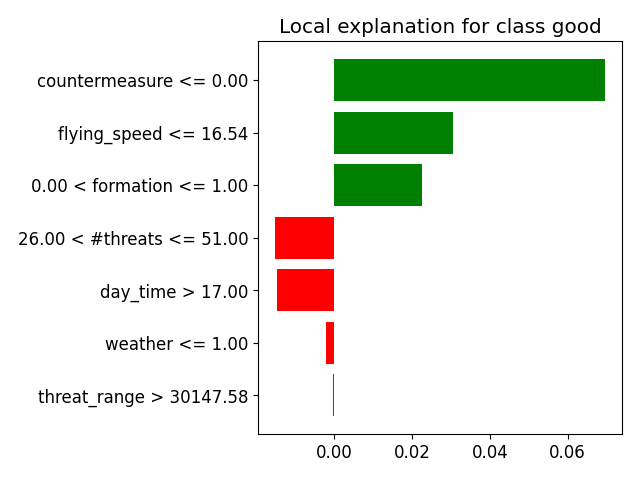 Local explanation for class good
countermeasure <= 0.00
flying_speed <= 16.54
0.00 < formation <= 1.00
26.00 < #threats <= 51.00
day_time > 17.00
weather <= 1.00
threat_range > 30147.58
0.00 0.02 0.04 0.06